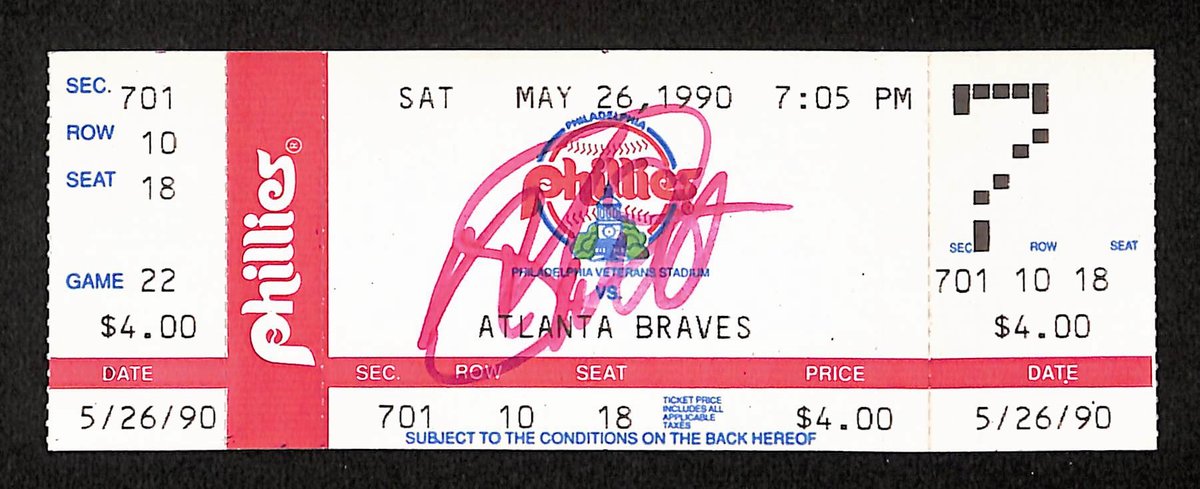 SEC. 701
ROW 10
SEAT 18
GAME 22
$4.00
DATE
5/26/90
phillies®
SAT MAY 26,1990 7:05 PM
PHILADELPHIA
phillies®
PHILADELPHIA VETERANS STADIUM
VS.
ATLANTA BRAVES
SEC. ROW SEAT PRICE
701 10 18 TICKET PRICE
INCLUDES ALL
APPLICABLE
TAXES
$4.00
SUBJECT TO THE CONDITIONS ON THE BACK HEREOF
7
SEC ROW SEAT
701 10 18
$4.00
DATE
5/26/90